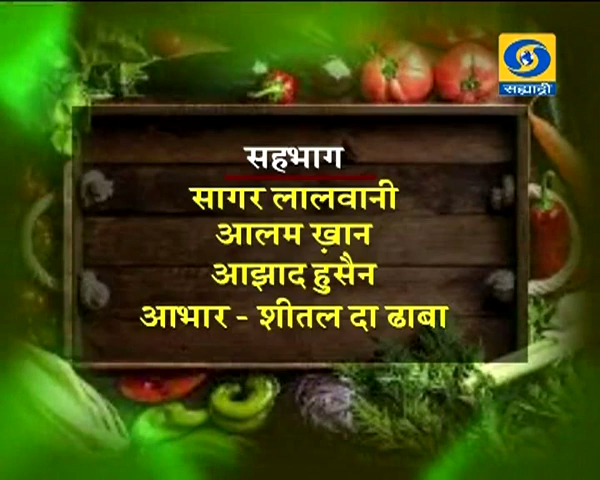 सह्याद्री
सहभाग
सागर लालवानी
आलम ख़ान
आझाद हुसैन
आभार - शीतल दा ढाबा